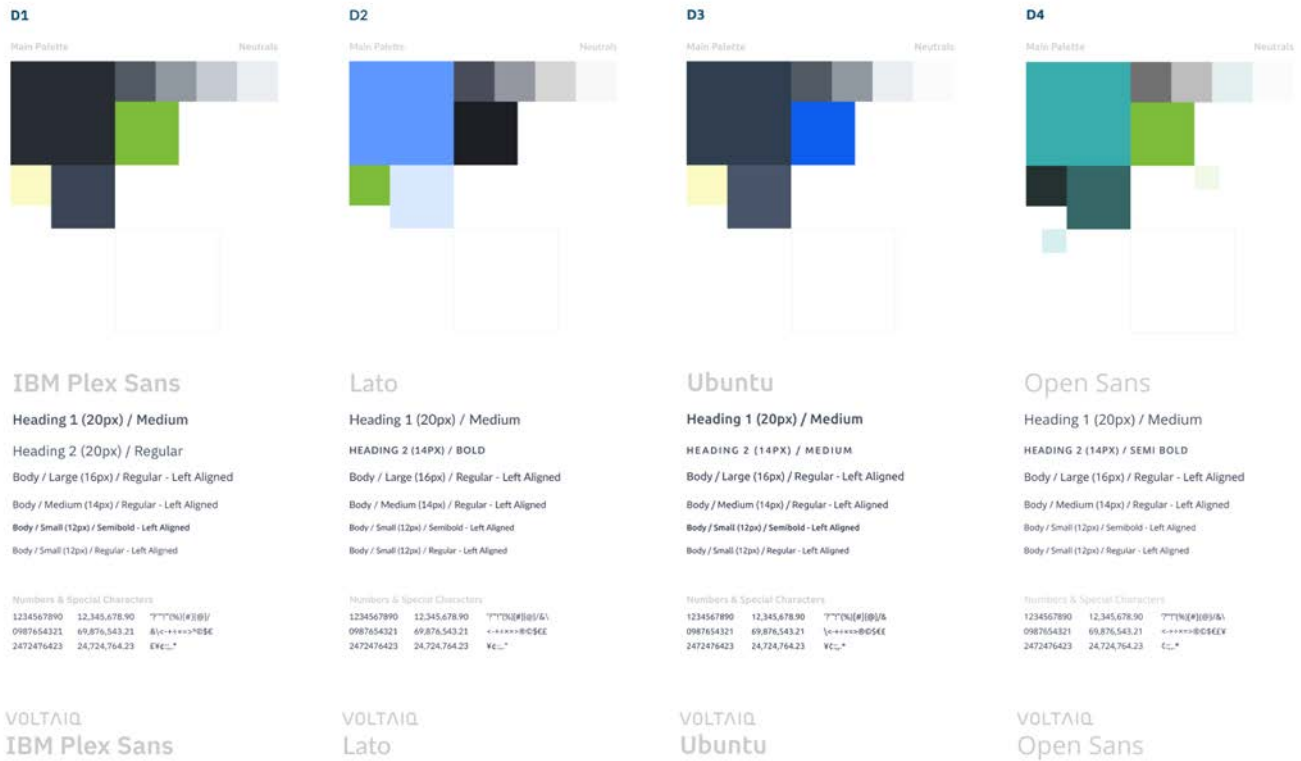 D1
Main Palette Neutrals
IBM Plex Sans
Heading 1 (20px) / Medium
Heading 2 (20px) / Regular
Body / Large (16px) / Regular - Left Aligned
Body / Medium (14px) / Regular - Left Aligned
Body / Small (12px) / Semibold - Left Aligned
Body / Small (12px) / Regular - Left Aligned
Numbers & Special Characters
1234567890 12,345,678.90
0987654321 69,876,543.21
2472476423 24,724,764.23
VOLTAIQ
IBM Plex Sans
D2
Main Palette Neutrals
Lato
Heading 1 (20px) / Medium
HEADING 2 (14PX) / BOLD
Body / Large (16px) / Regular - Left Aligned
Body / Medium (14px) / Regular - Left Aligned
Body / Small (12px) / Semibold - Left Aligned
Body / Small (12px) / Regular - Left Aligned
Numbers & Special Characters
1234567890 12,345,678.90
0987654321 69,876,543.21
2472476423 24,724,764.23
VOLTAIQ
Lato
D3
Main Palette Neutrals
Ubuntu
Heading 1 (20px) / Medium
HEADING 2 (14PX) / MEDIUM
Body / Large (16px) / Regular - Left Aligned
Body / Medium (14px) / Regular - Left Aligned
Body / Small (12px) / Semibold - Left Aligned
Body / Small (12px) / Regular - Left Aligned
Numbers & Special Characters
1234567890 12,345,678.90
0987654321 69,876,543.21
2472476423 24,724,764.23
VOLTAIQ
Ubuntu
D4
Main Palette Neutrals
Open Sans
Heading 1 (20px) / Medium
HEADING 2 (14PX) / SEMI BOLD
Body / Large (16px) / Regular - Left Aligned
Body / Medium (14px) / Regular - Left Aligned
Body / Small (12px) / Semibold - Left Aligned
Body / Small (12px) / Regular - Left Aligned
Numbers & Special Characters
1234567890 12,345,678.90
0987654321 69,876,543.21
2472476423 24,724,764.23
VOLTAIQ
Open Sans